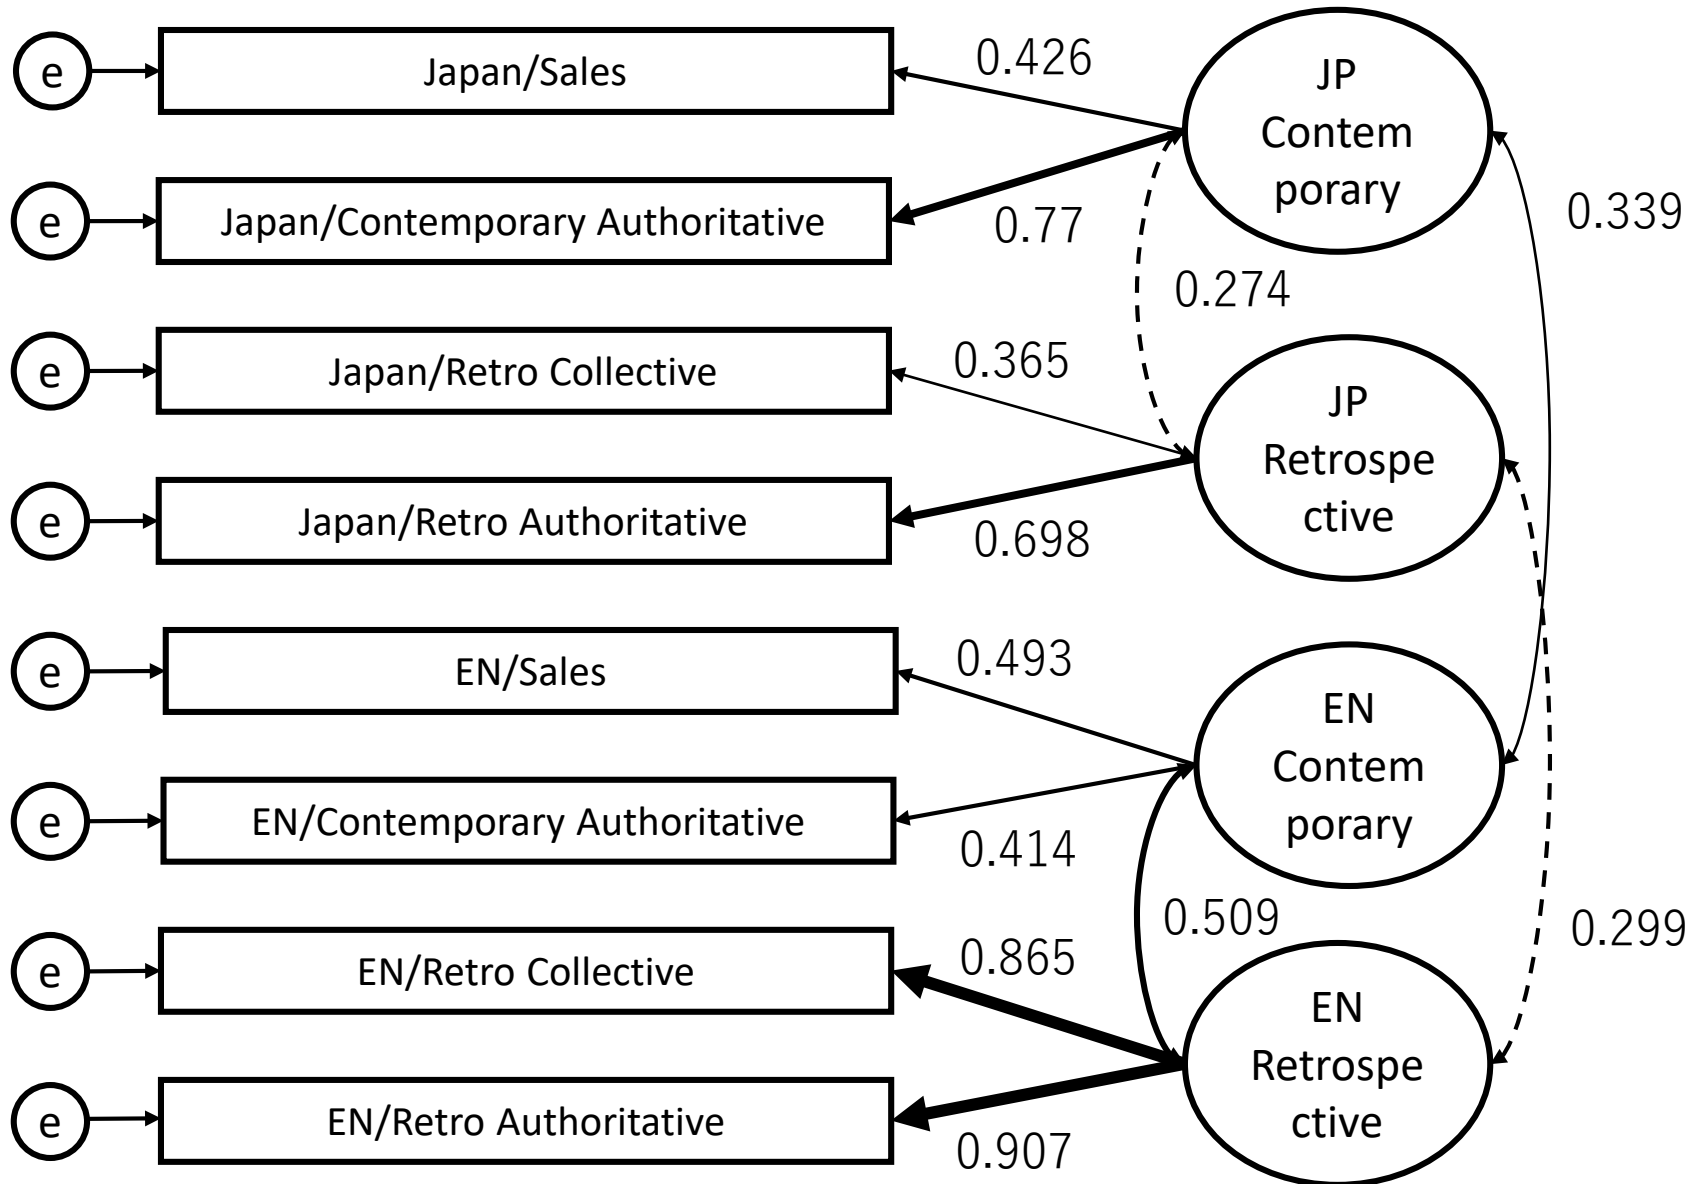 e
Japan/Sales
0.426
JP
Contem
porary
e
Japan/Contemporary Authoritative
0.77
0.339
0.274
e
Japan/Retro Collective
0.365
JP
Retrospe
ctive
e
Japan/Retro Authoritative
0.698
e
EN/Sales
0.493
EN
Contem
porary
e
EN/Contemporary Authoritative
0.414
0.509
0.299
e
EN/Retro Collective
0.865
EN
Retrospe
ctive
e
EN/Retro Authoritative
0.907